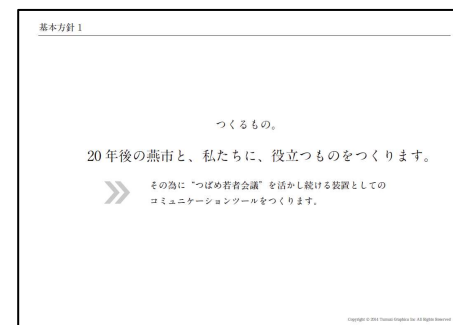 基本方針 1
つくるもの。
20 年後の燕市と、私たちに、役立つものをつくります。
その為に “つばめ若者会議” を活かし続ける装置としての
コミュニケーションツールをつくります。